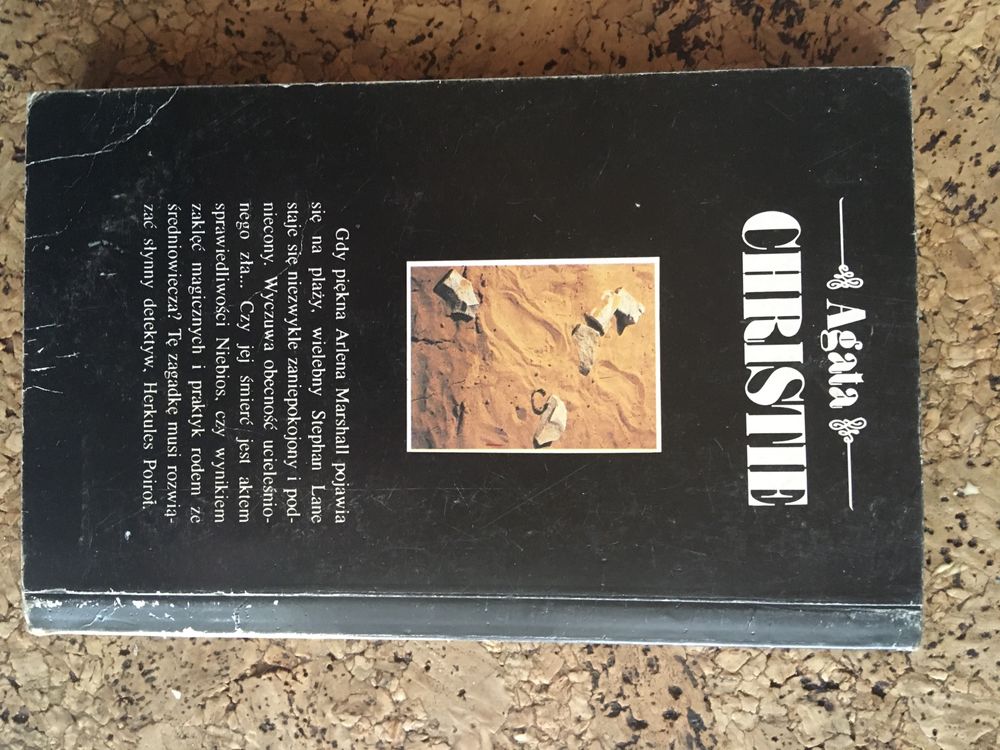 Agata
CHRISTIE
Gdy piękna Arlena Marshall pojawia
się na plaży, wielebny Stephan Lane
staje się niezwykle zaniepokojony i pod-
niecony. Wyczuwa obecność ucieleśnio-
nego zła... Czy jej śmierć jest aktem
sprawiedliwości Niebios, czy wynikiem
zaklęć magicznych i praktyk rodem ze
średniowiecza? Tę zagadkę musi rozwią-
zać słynny detektyw, Herkules Poirot.